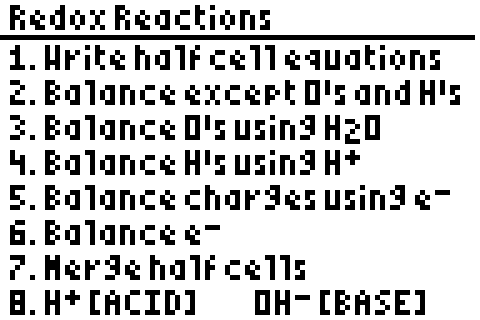 Redox Reactions
1. Write half cell equations
2. Balance except O's and H's
3. Balance O's using H2O
4. Balance H's using H+
5. Balance charges using e-
6. Balance e-
7. Merge half cells
8. H+ [ACID] OH- [BASE]